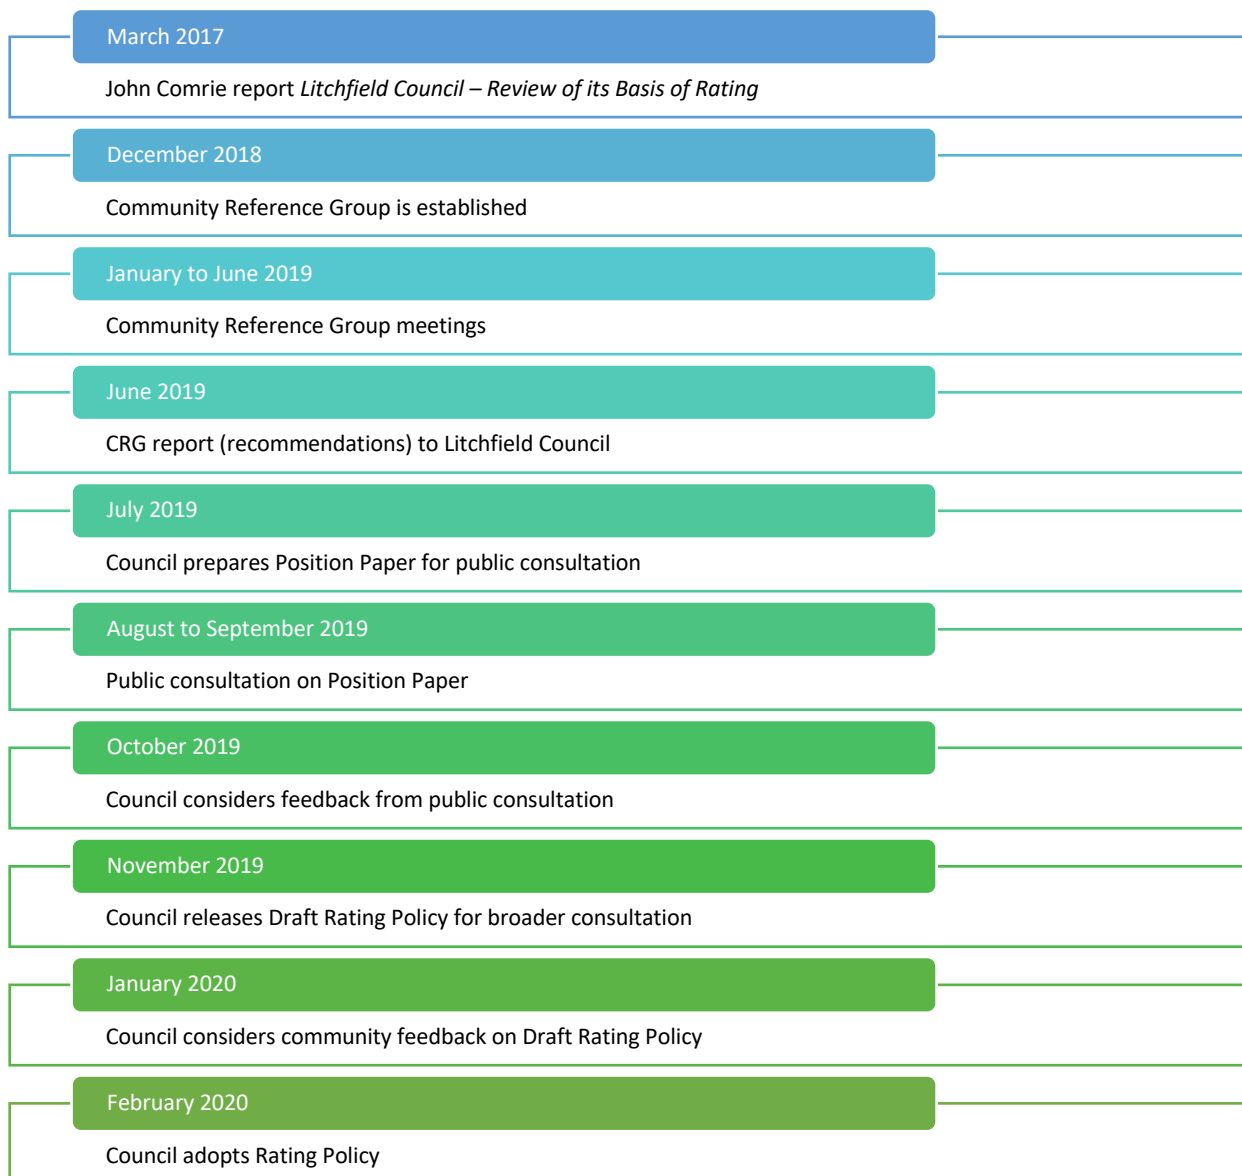 March 2017
John Comrie report Litchfield Council – Review of its Basis of Rating
December 2018
Community Reference Group is established
January to June 2019
Community Reference Group meetings
June 2019
CRG report (recommendations) to Litchfield Council
July 2019
Council prepares Position Paper for public consultation
August to September 2019
Public consultation on Position Paper
October 2019
Council considers feedback from public consultation
November 2019
Council releases Draft Rating Policy for broader consultation
January 2020
Council considers community feedback on Draft Rating Policy
February 2020
Council adopts Rating Policy